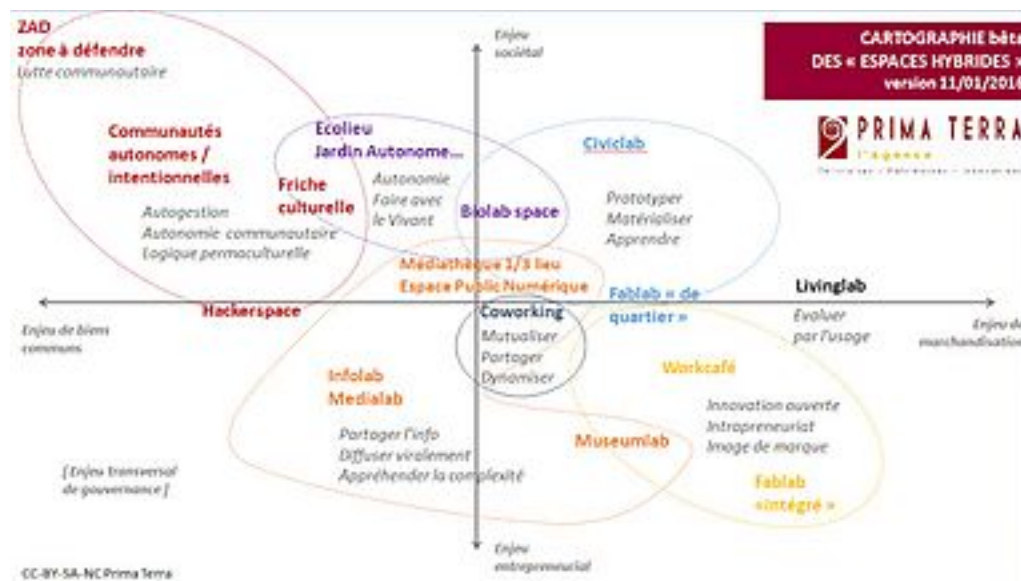 ZAD
zone à défendre
Lutte communautaire
Enjeu
sociétal
CARTOGRAPHIE bêta
DES « ESPACES HYBRIDES »
version 11/01/2016
PRIMA TERRA
l'agence
Communautés
autonomes /
intentionnelles
Autogestion
Autonomie communautaire
Logique permaculturelle
Friche
culturelle
Ecolieu
Jardin Autonome...
Autonomie
Faire avec
le Vivant
Biolab space
Civiclab
Prototyper
Matérialiser
Apprendre
Médiathèque 1/3 lieu
Espace Public Numérique
Hackerspace
Coworking
Mutualiser
Partager
Dynamiser
Fablab « de
quartier »
Livinglab
Evaluer
par l'usage
Enjeu de biens
communs
Enjeu de
marchandisation
Infolab
Medialab
Partager l'info
Diffuser viralement
Appréhender la complexité
Workcafé
Innovation ouverte
Intrapreneuriat
Image de marque
Museumlab
Fablab
«intégré »
[ Enjeu transversal
de gouvernance ]
Enjeu
entrepreneurial
CC-BY-SA-NC Prima Terra